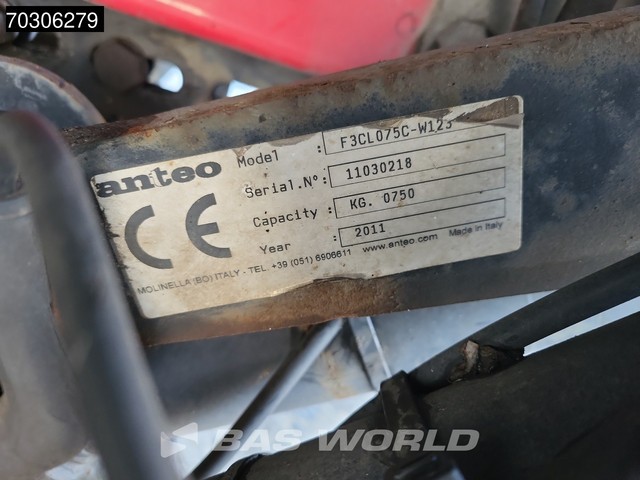 70306279
anteo
Model : F3CL075C-W123
Serial.N° : 11030218
Capacity : KG. 0750
Year : 2011
MOLINELLA (BO) ITALY - TEL. +39 (051) 6906611 www.anteo.com Made in Italy
CE
BAS WORLD